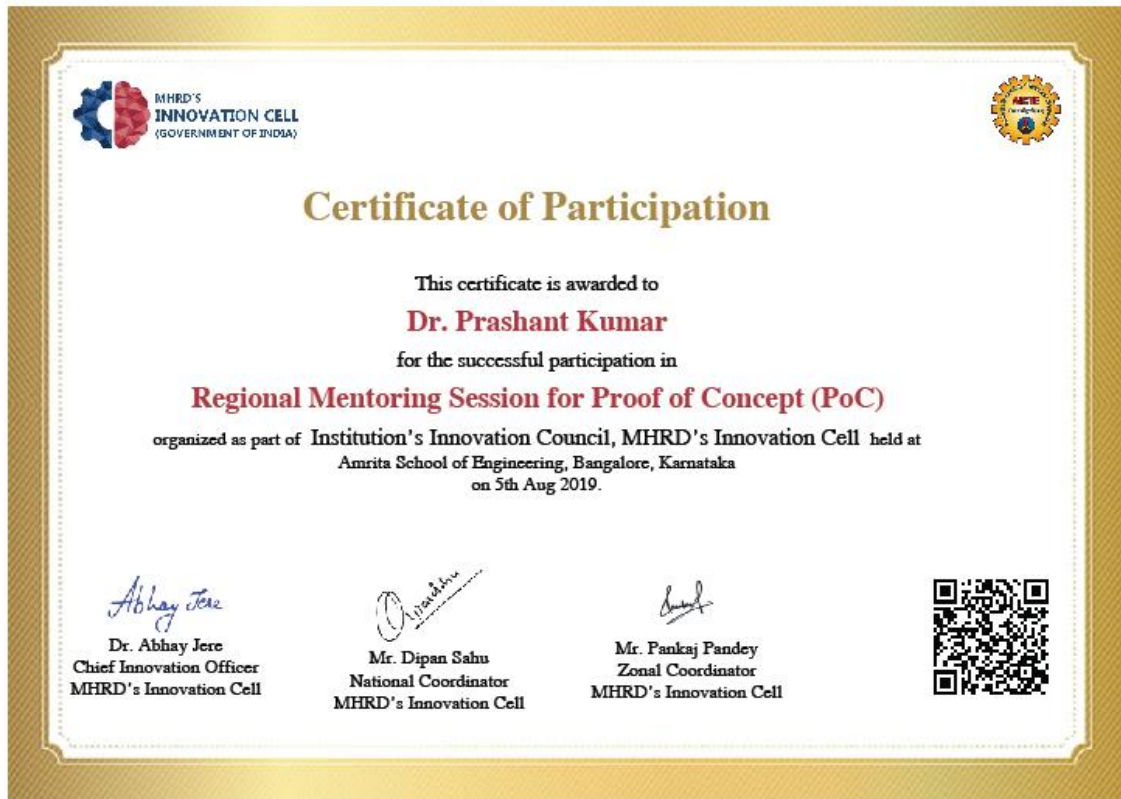 MHRD'S
INNOVATION CELL
(GOVERNMENT OF INDIA)
AICTE
Certificate of Participation
This certificate is awarded to
Dr. Prashant Kumar
for the successful participation in
Regional Mentoring Session for Proof of Concept (PoC)
organized as part of Institution's Innovation Council, MHRD's Innovation Cell held at
Amrita School of Engineering, Bangalore, Karnataka
on 5th Aug 2019.
Abhay Jere
Dr. Abhay Jere
Chief Innovation Officer
MHRD's Innovation Cell
Mr. Dipan Sahu
National Coordinator
MHRD's Innovation Cell
Mr. Pankaj Pandey
Zonal Coordinator
MHRD's Innovation Cell